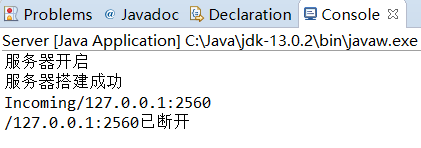 Problems @ Javadoc Declaration Console
Server [Java Application] C:\Java\jdk-13.0.2\bin\javaw.exe
服务器开启
服务器搭建成功
Incoming/127.0.0.1:2560
/127.0.0.1:2560已断开